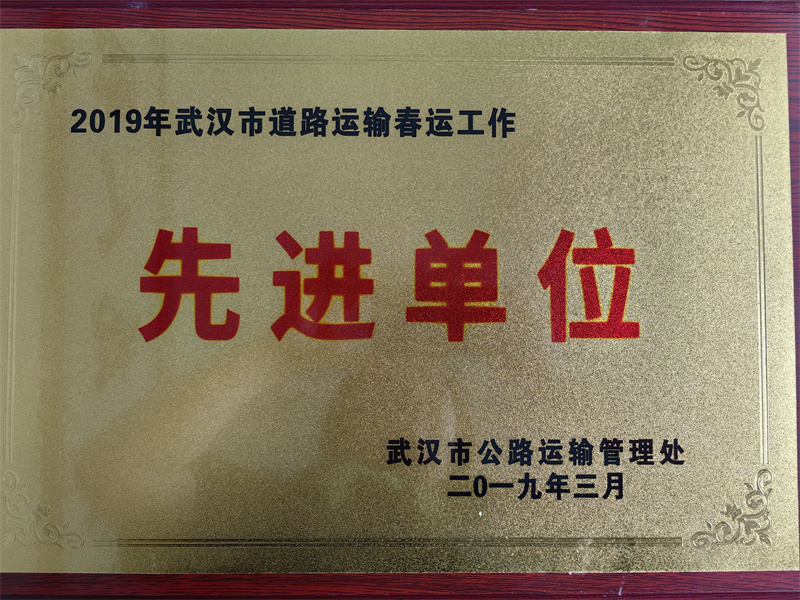 2019年武汉市道路运输春运工作
先进单位
武汉市公路运输管理处
二0一九年三月